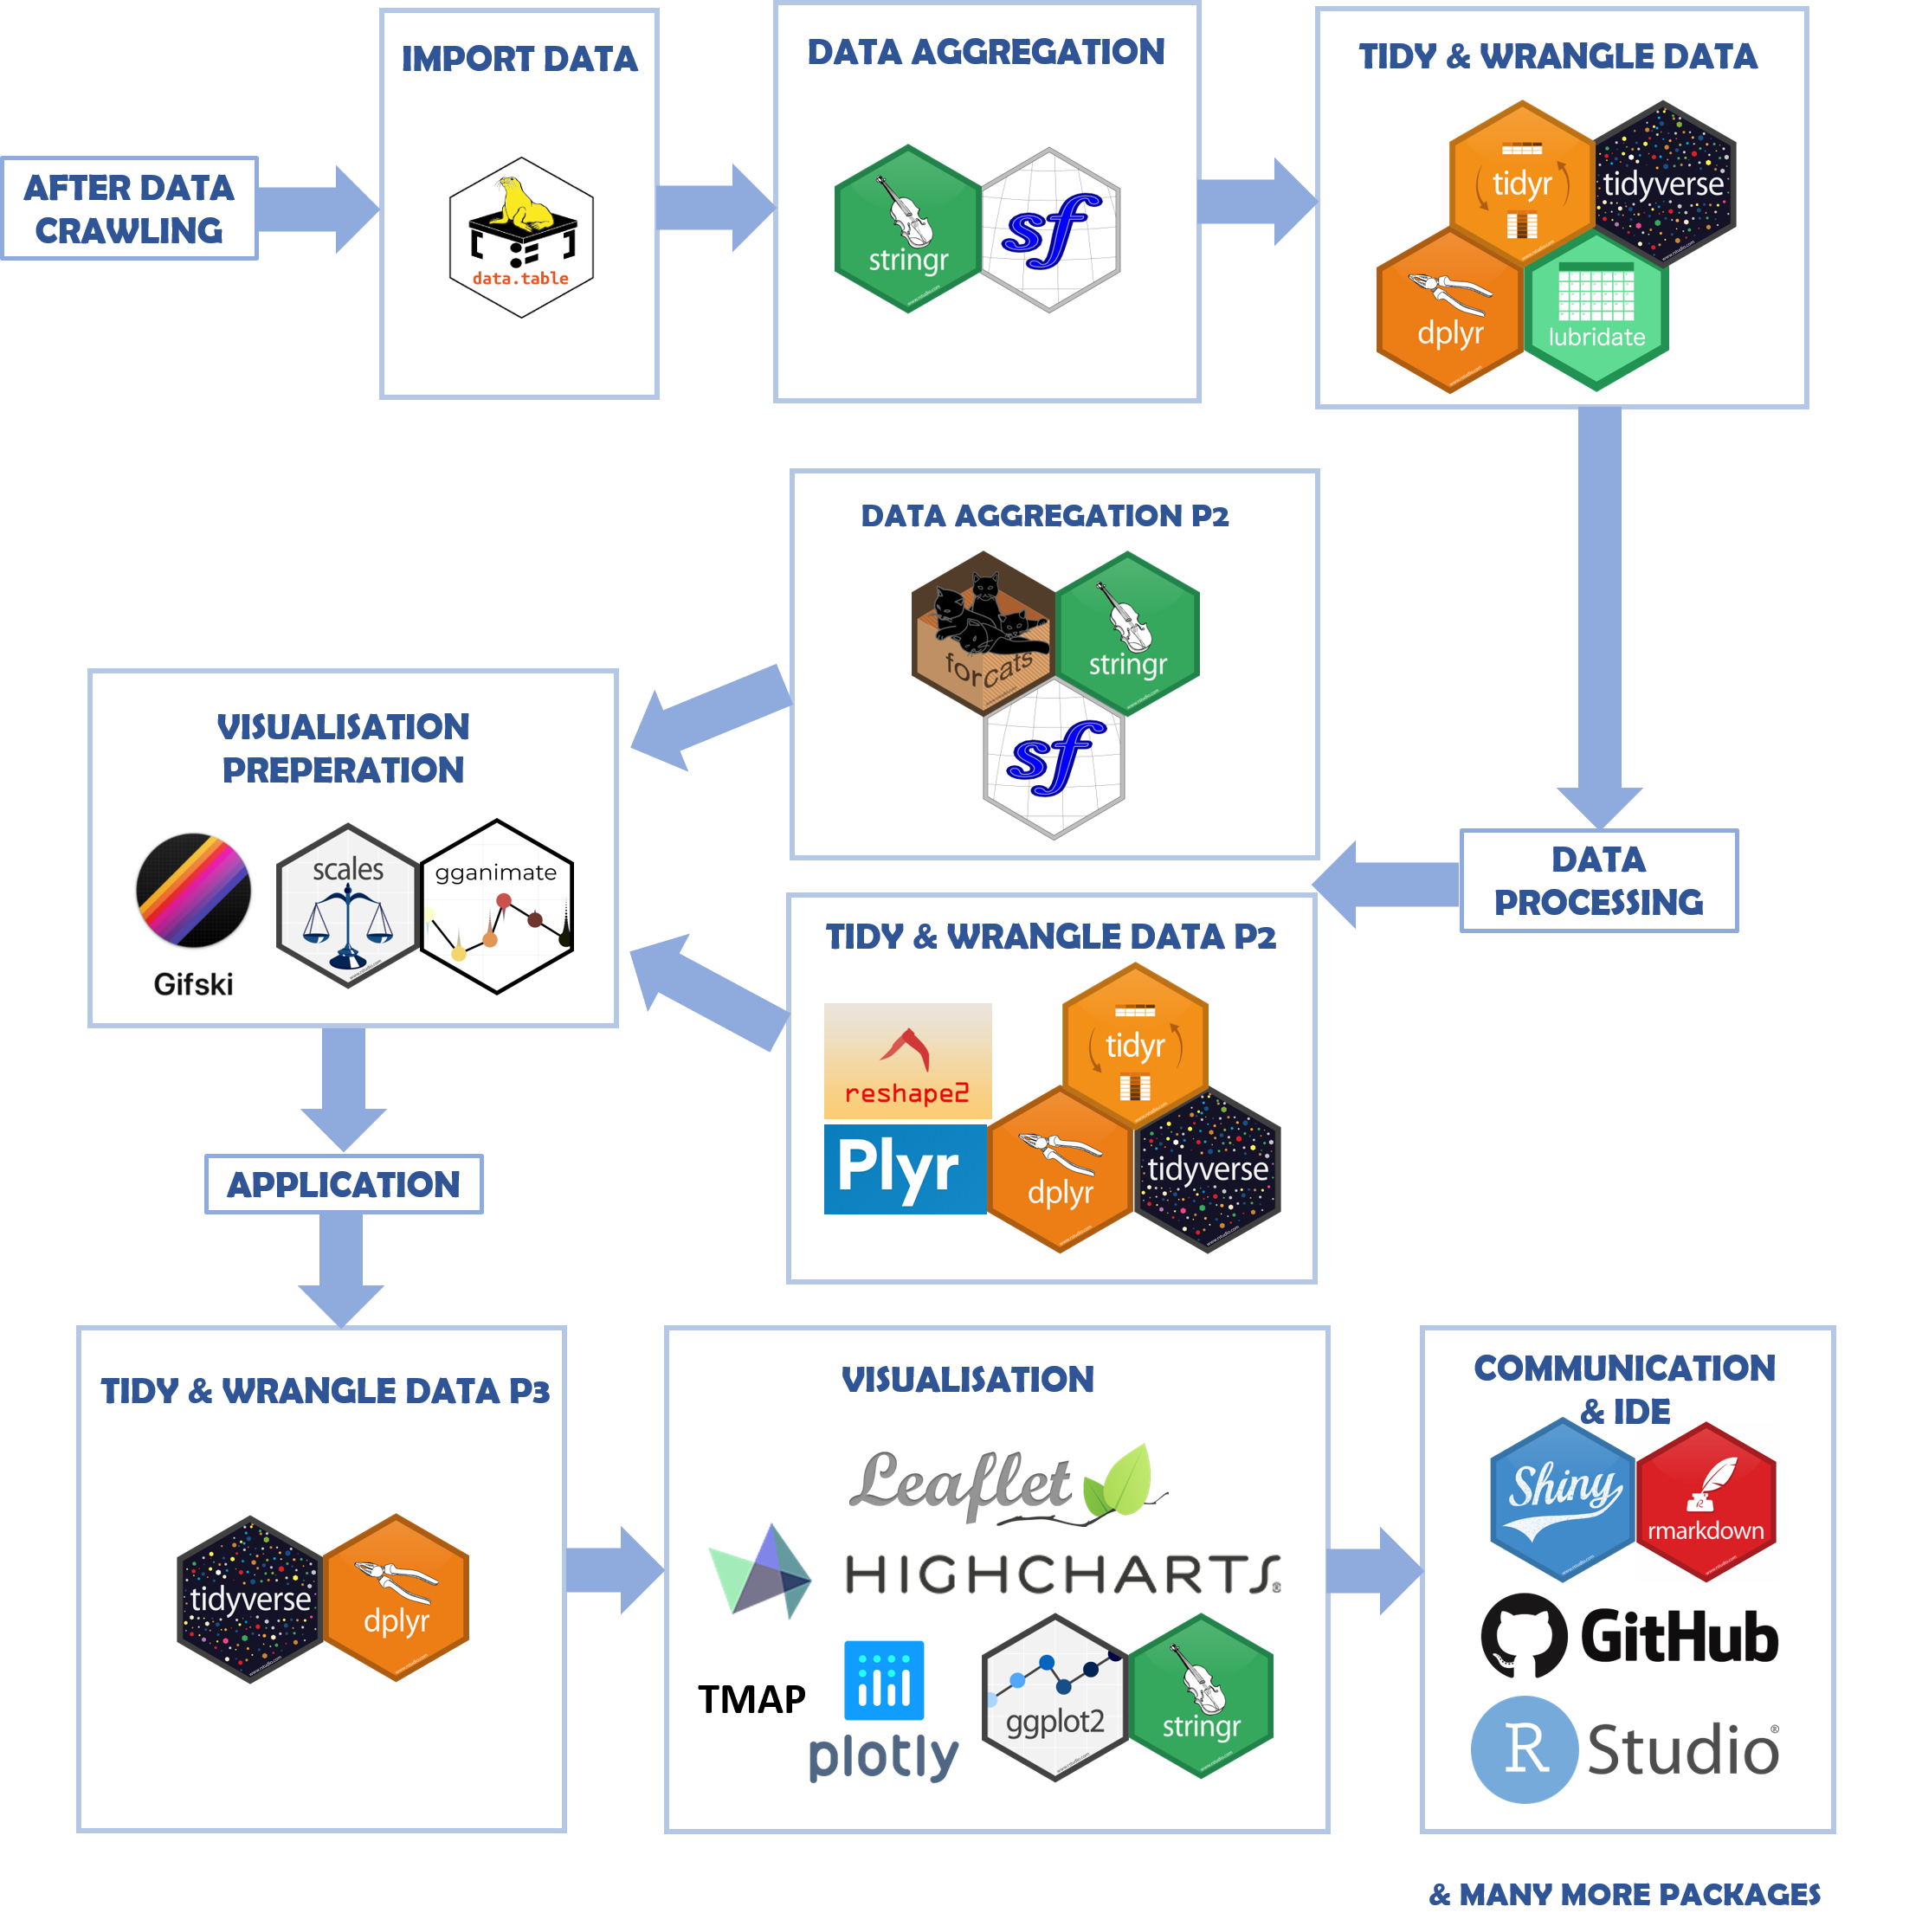 IMPORT DATA
DATA AGGREGATION
TIDY & WRANGLE DATA
AFTER DATA
CRAWLING
data.table
stringr
sf
tidyr
tidyverse
dplyr
lubridate
DATA AGGREGATION P2
forcats
stringr
sf
VISUALISATION
PREPERATION
Gifski
scales
gganimate
DATA
PROCESSING
TIDY & WRANGLE DATA P2
reshape2
Plyr
tidyr
dplyr
tidyverse
APPLICATION
TIDY & WRANGLE DATA P3
tidyverse
dplyr
VISUALISATION
Leaflet
HIGHCHARTS
TMAP
plotly
ggplot2
stringr
COMMUNICATION
& IDE
Shiny
rmarkdown
GitHub
R Studio®
& MANY MORE PACKAGES